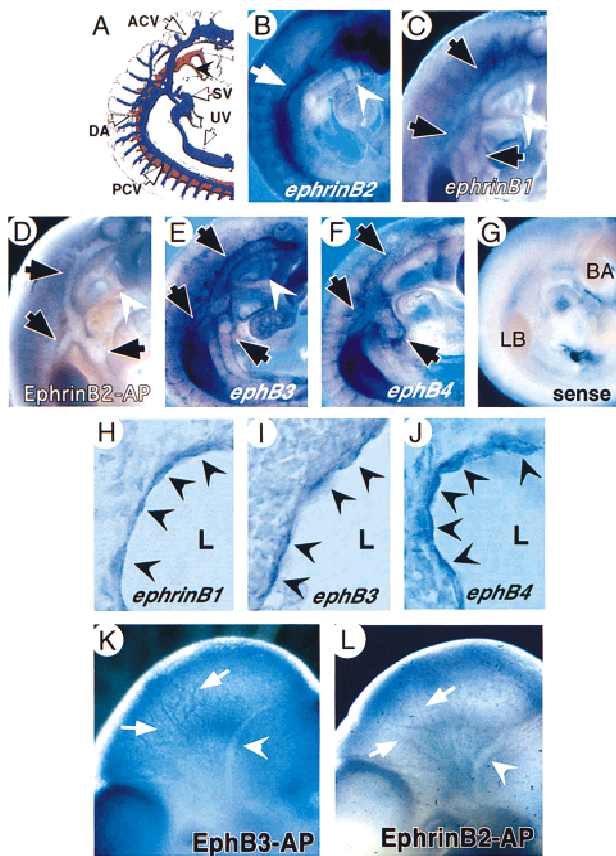 A
ACV
SV
UV
DA
PCV
B
ephrinB2
C
ephrinB1
D
EphrinB2-AP
E
ephB3
F
ephB4
G
BA
LB
sense
H
L
ephrinB1
I
L
ephB3
J
L
ephB4
K
EphB3-AP
L
EphrinB2-AP